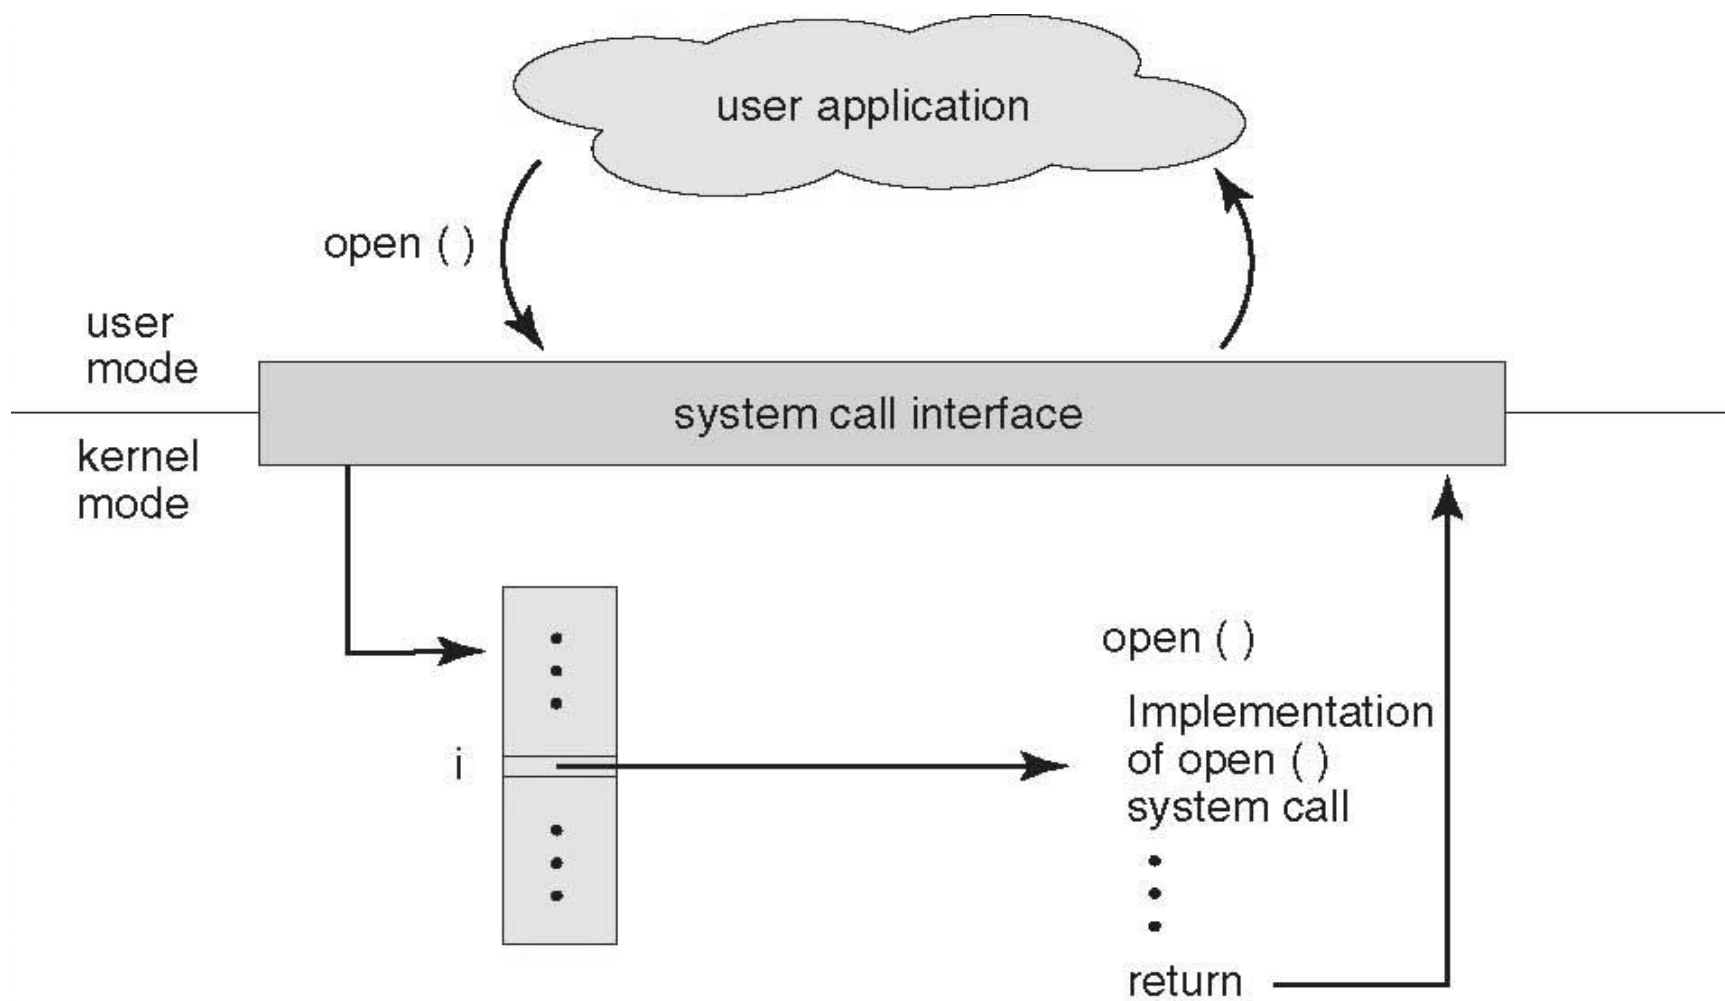 user application
open ( )
user
mode
system call interface
kernel
mode
open ( )
Implementation
of open ( )
system call
i
return